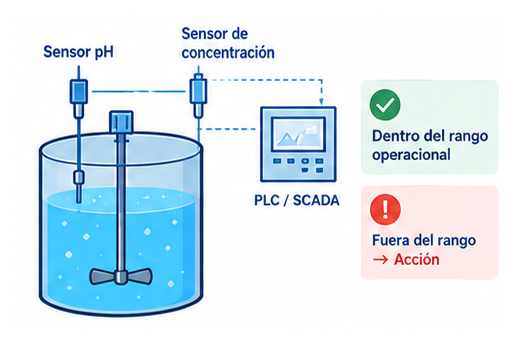 Sensor pH
Sensor de
concentración
PLC / SCADA
Dentro del rango
operacional
Fuera del rango
→ Acción